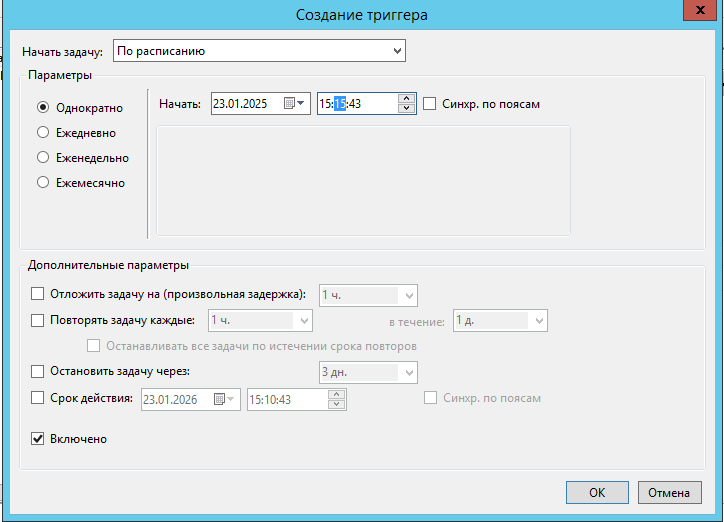 Создание триггера
x
Начать задачу: По расписанию
Параметры
Однократно
Начать: 23.01.2025 15:15:43 Синхр. по поясам
Ежедневно
Еженедельно
Ежемесячно
Дополнительные параметры
Отложить задачу на (произвольная задержка): 1 ч.
Повторять задачу каждые: 1 ч. в течение: 1 д.
Останавливать все задачи по истечении срока повторов
Остановить задачу через: 3 дн.
Срок действия: 23.01.2026 15:10:43 Синхр. по поясам
Включено
ОК Отмена